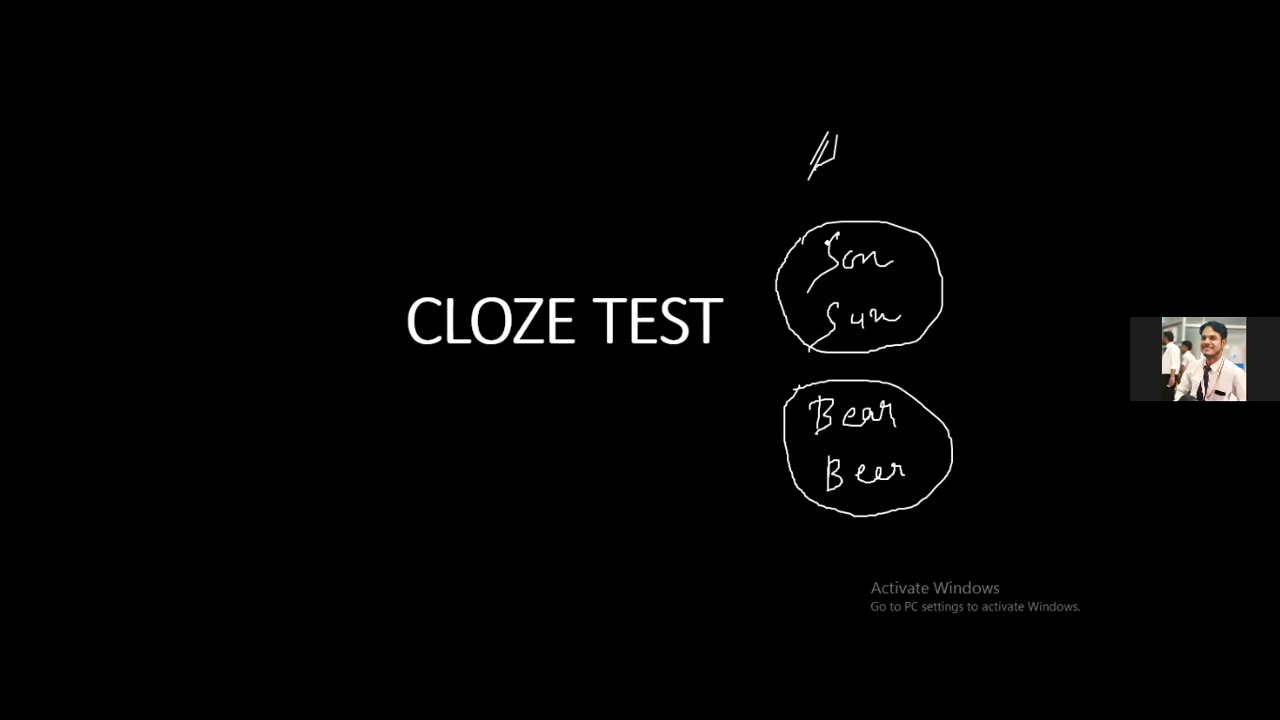 Son
CLOZE TEST
Sun
Bear
Beer
Activate Windows
Go to PC settings to activate Windows.